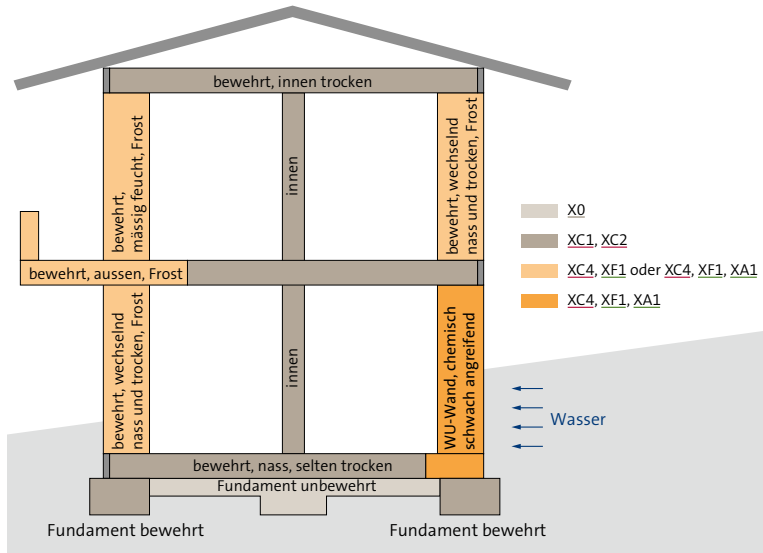 bewehrt, innen trocken
bewehrt,
mässig feucht, Frost
innen
bewehrt, wechselnd
nass und trocken, Frost
X0
XC1, XC2
XC4, XF1 oder XC4, XF1, XA1
XC4, XF1, XA1
bewehrt, aussen, Frost
bewehrt, wechselnd
nass und trocken, Frost
innen
WU-Wand, chemisch
schwach angreifend
Wasser
bewehrt, nass, selten trocken
Fundament unbewehrt
Fundament bewehrt
Fundament bewehrt